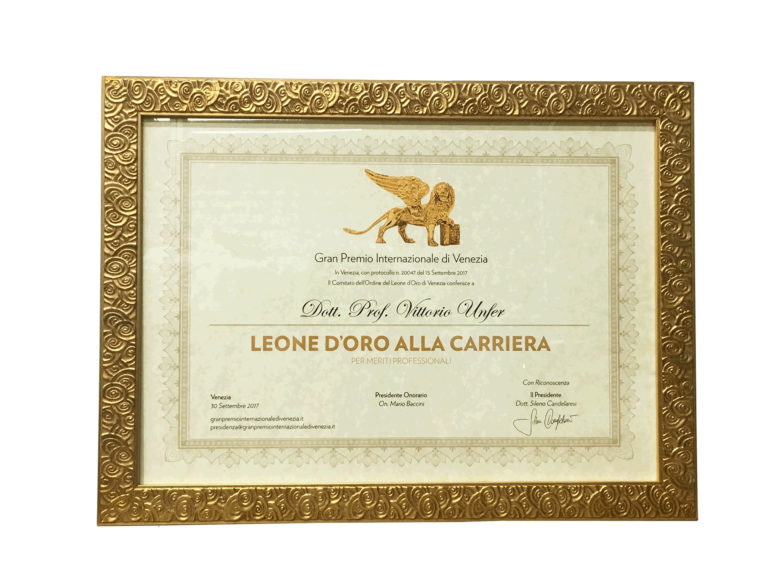 Gran Premio Internazionale di Venezia
In Venezia, con protocollo n. 20047 del 15 Settembre 2017
Il Comitato dell'Ordine del Leone d'Oro di Venezia conferisce a
Dott. Prof. Vittorio Unfer
LEONE D'ORO ALLA CARRIERA
PER MERITI PROFESSIONALI
Con Riconoscenza
Venezia
30 Settembre 2017
Presidente Onorario
On. Mario Baccini
Il Presidente
Dott. Sileno Candelaresi
granpremiointernazionaledivenezia.it
presidenza@granpremiointernazionaledivenezia.it